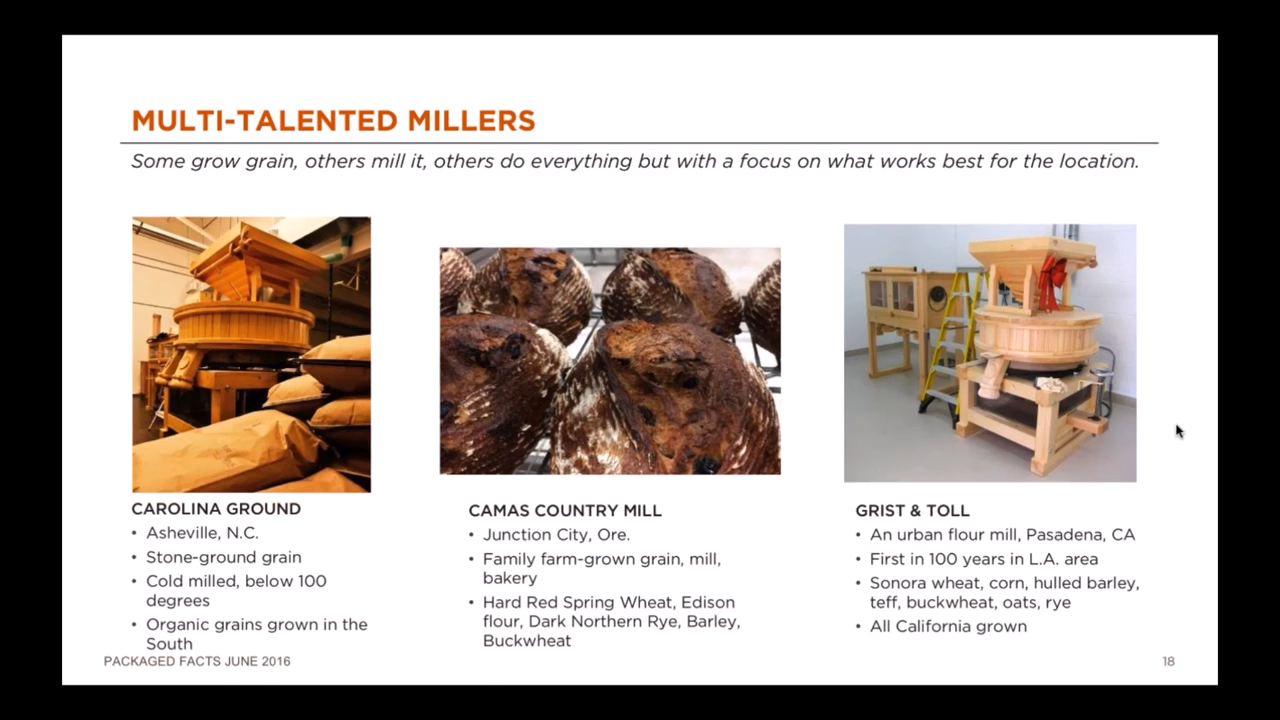 MULTI-TALENTED MILLERS
Some grow grain, others mill it, others do everything but with a focus on what works best for the location.
CAROLINA GROUND
• Asheville, N.C.
• Stone-ground grain
• Cold milled, below 100
degrees
• Organic grains grown in the
South
CAMAS COUNTRY MILL
• Junction City, Ore.
• Family farm-grown grain, mill,
bakery
• Hard Red Spring Wheat, Edison
flour, Dark Northern Rye, Barley,
Buckwheat
GRIST & TOLL
• An urban flour mill, Pasadena, CA
• First in 100 years in L.A. area
• Sonora wheat, corn, hulled barley,
teff, buckwheat, oats, rye
• All California grown
PACKAGED FACTS JUNE 2016
18